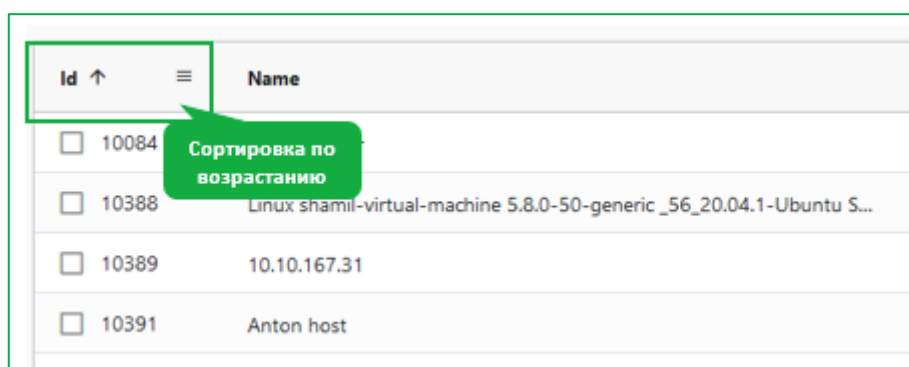 Id ↑ ≡ Name
10084
Сортировка по
возрастанию
10388 Linux shamil-virtual-machine 5.8.0-50-generic _56_20.04.1-Ubuntu S...
10389 10.10.167.31
10391 Anton host